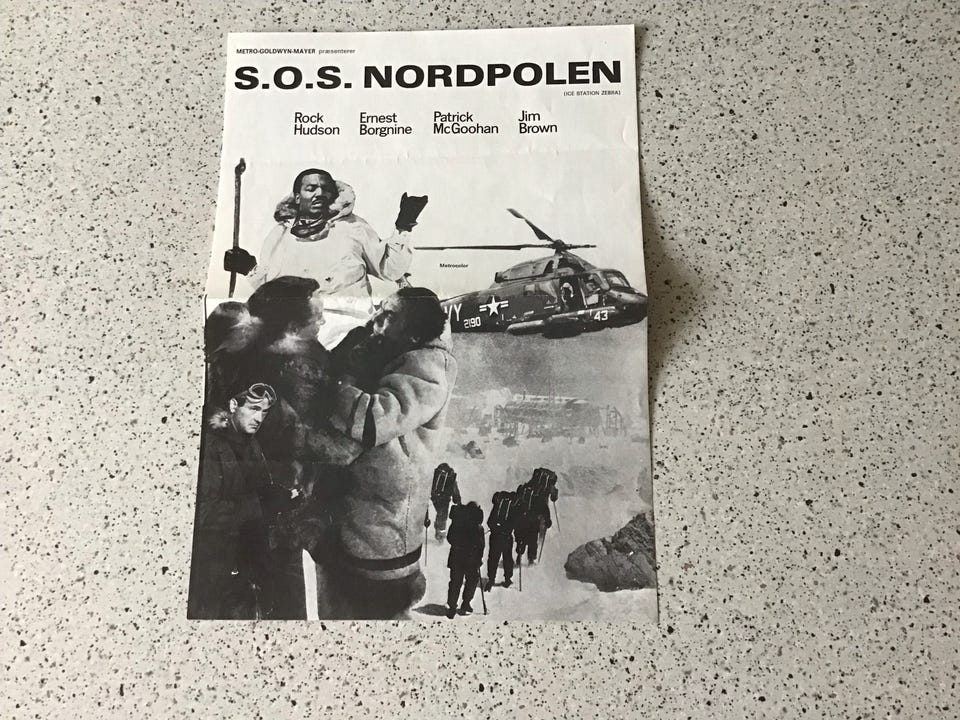 METRO-GOLDWYN-MAYER præsenterer
S.O.S. NORDPOLEN
(ICE STATION ZEBRA)
Rock Hudson
Ernest Borgnine
Patrick McGoohan
Jim Brown
Metrocolor
VY
2190
43